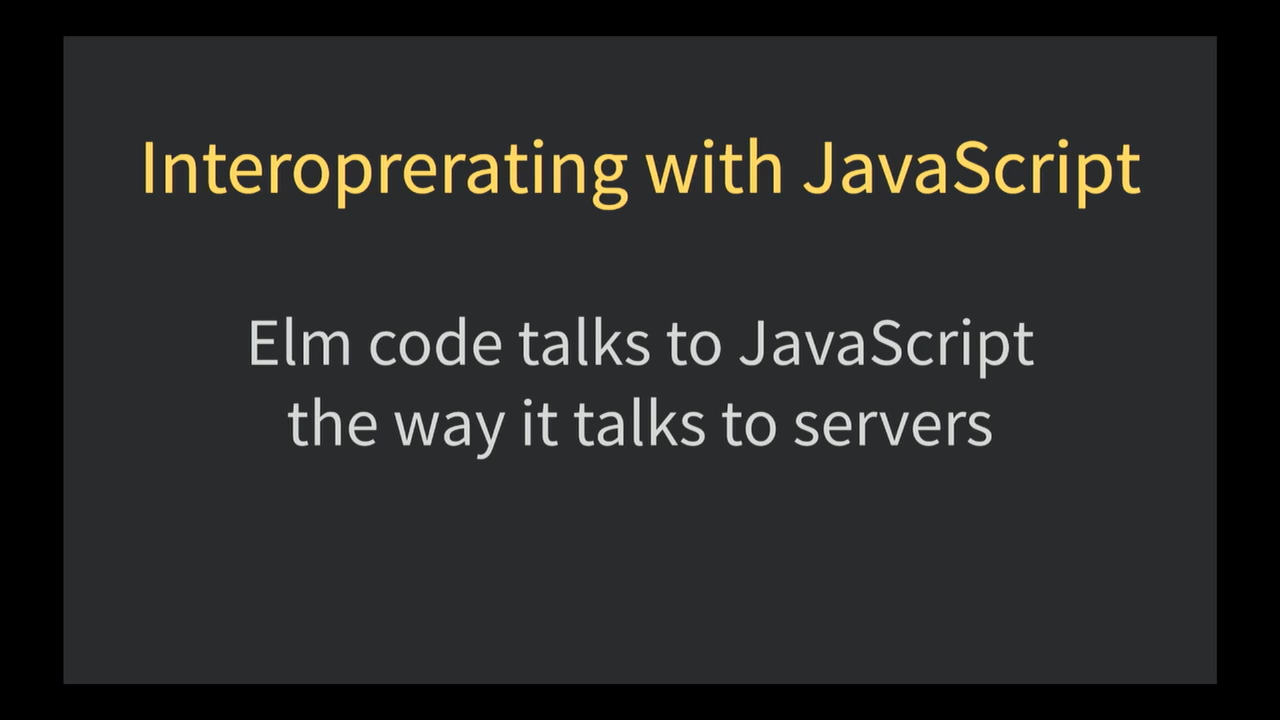 Interoprerating with JavaScript
Elm code talks to JavaScript
the way it talks to servers